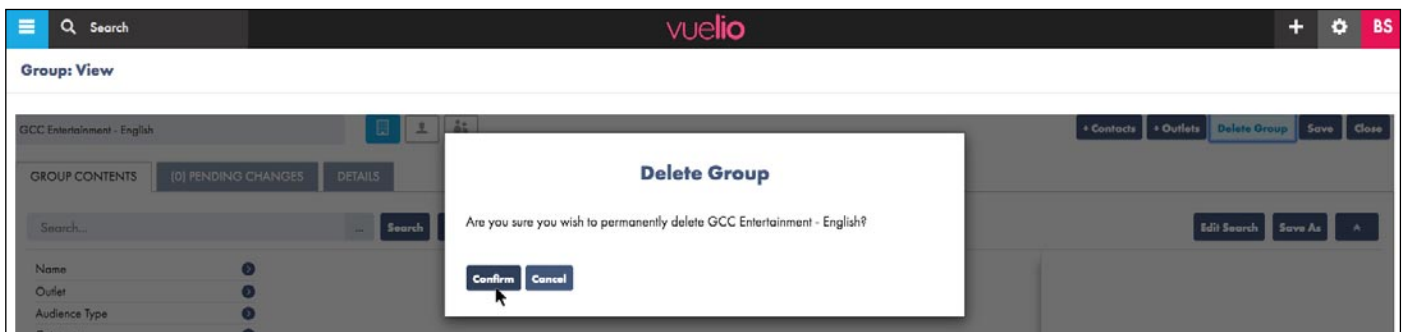 Search
vuelio
BS
Group: View
GCC Entertainment - English
+ Contacts
+ Outlets
Delete Group
Save
Close
GROUP CONTENTS
(0) PENDING CHANGES
DETAILS
Delete Group
Are you sure you wish to permanently delete GCC Entertainment - English?
Search...
...
Search
Edit Search
Save As
Confirm
Cancel
Name
Outlet
Audience Type